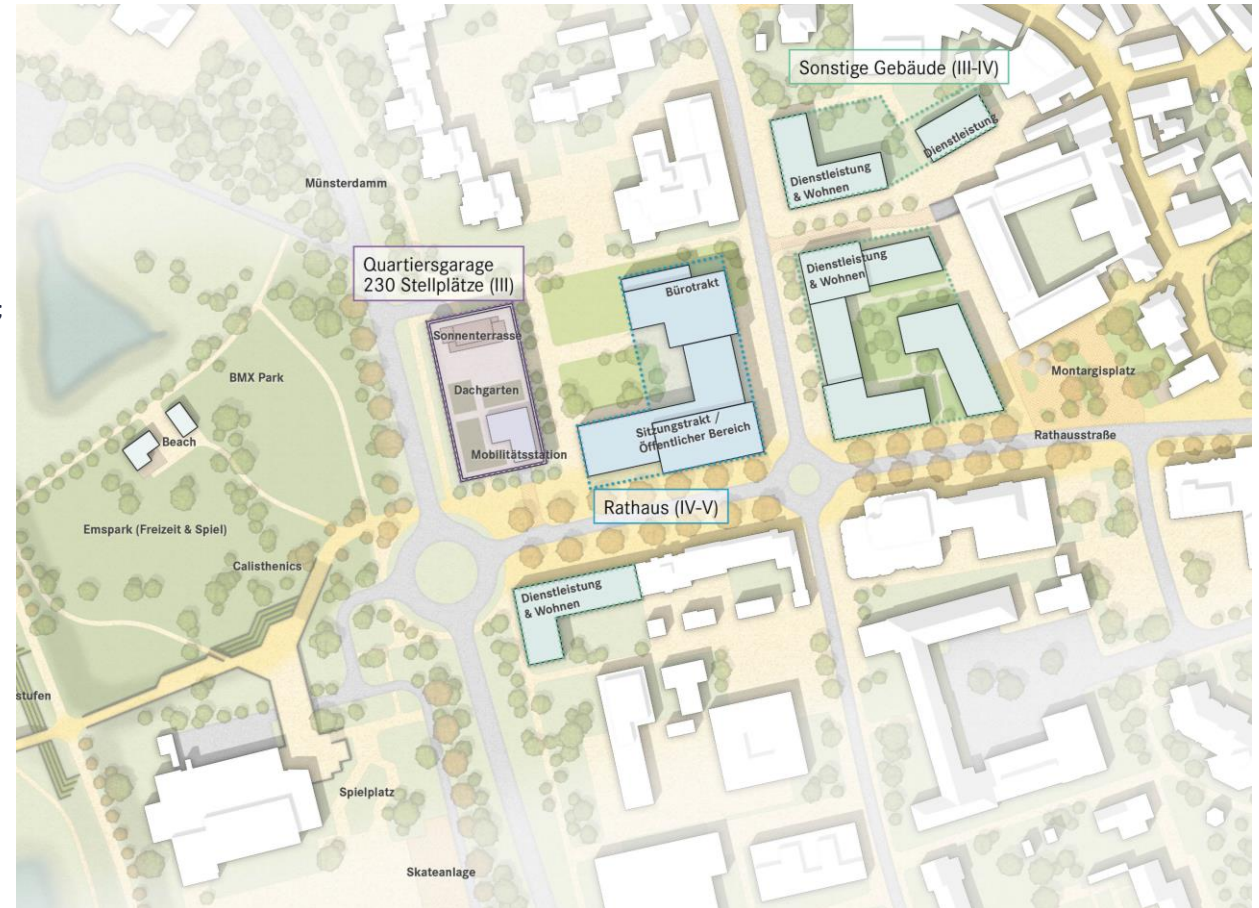 Sonstige Gebäude (III-IV)
Dienstleistung
Dienstleistung
& Wohnen
Münsterdamm
Quartiersgarage
230 Stellplätze (III)
Dienstleistung
& Wohnen
Bürotrakt
Sonnenterrasse
Montargisplatz
BMX Park
Dachgarten
Sitzungstrakt /
Öffentlicher Bereich
Rathausstraße
Beach
Mobilitätsstation
Rathaus (IV-V)
Emspark (Freizeit & Spiel)
Calisthenics
Dienstleistung
& Wohnen
stufen
Spielplatz
Skateanlage